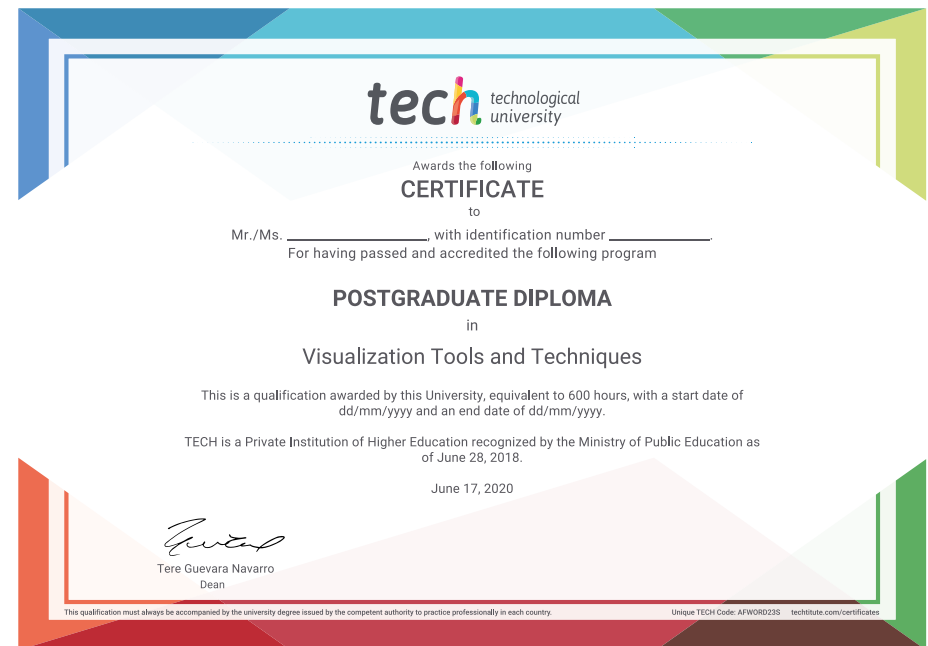 tech technological
university
Awards the following
CERTIFICATE
to
Mr./Ms. ____________, with identification number ____________.
For having passed and accredited the following program
POSTGRADUATE DIPLOMA
in
Visualization Tools and Techniques
This is a qualification awarded by this University, equivalent to 600 hours, with a start date of
dd/mm/yyyy and an end date of dd/mm/yyyy.
TECH is a Private Institution of Higher Education recognized by the Ministry of Public Education as
of June 28, 2018.
June 17, 2020
Tere Guevara Navarro
Dean
This qualification must always be accompanied by the university degree issued by the competent authority to practice professionally in each country.
Unique TECH Code: AFWORD23S techtitute.com/certificates